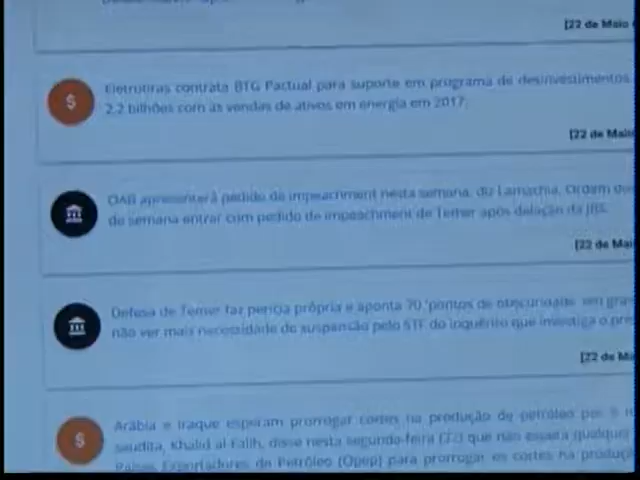 [22 de Maio
$
Eletrobras contrata BTG Pactual para suporte em programa de desinvestimentos
2,2 bilhões com as vendas de ativos em energia em 2017
[22 de Maio
OAB apresentará pedido de impeachment nesta semana, diz Lamachia. Ordem
de semana entrar com pedido de impeachment de Temer após delação da JBS.
[22 de Mai
Defesa de Temer faz perícia própria e aponta 70 'pontos de obscuridade' em gra
não ver mais necessidade de suspensão pelo STF do inquérito que investiga o pre
[22 de Ma
$
Arábia e Iraque esperam prorrogar cortes na produção de petróleo por
saudita, Khalid al-Falih, disse nesta segunda-feira que não espera qualquer
Países Exportadores de Petróleo (Opep) para prorrogar os cortes na produç